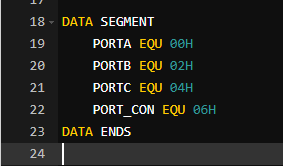 18 DATA SEGMENT
19 PORTA EQU 00H
20 PORTB EQU 02H
21 PORTC EQU 04H
22 PORT_CON EQU 06H
23 DATA ENDS
24